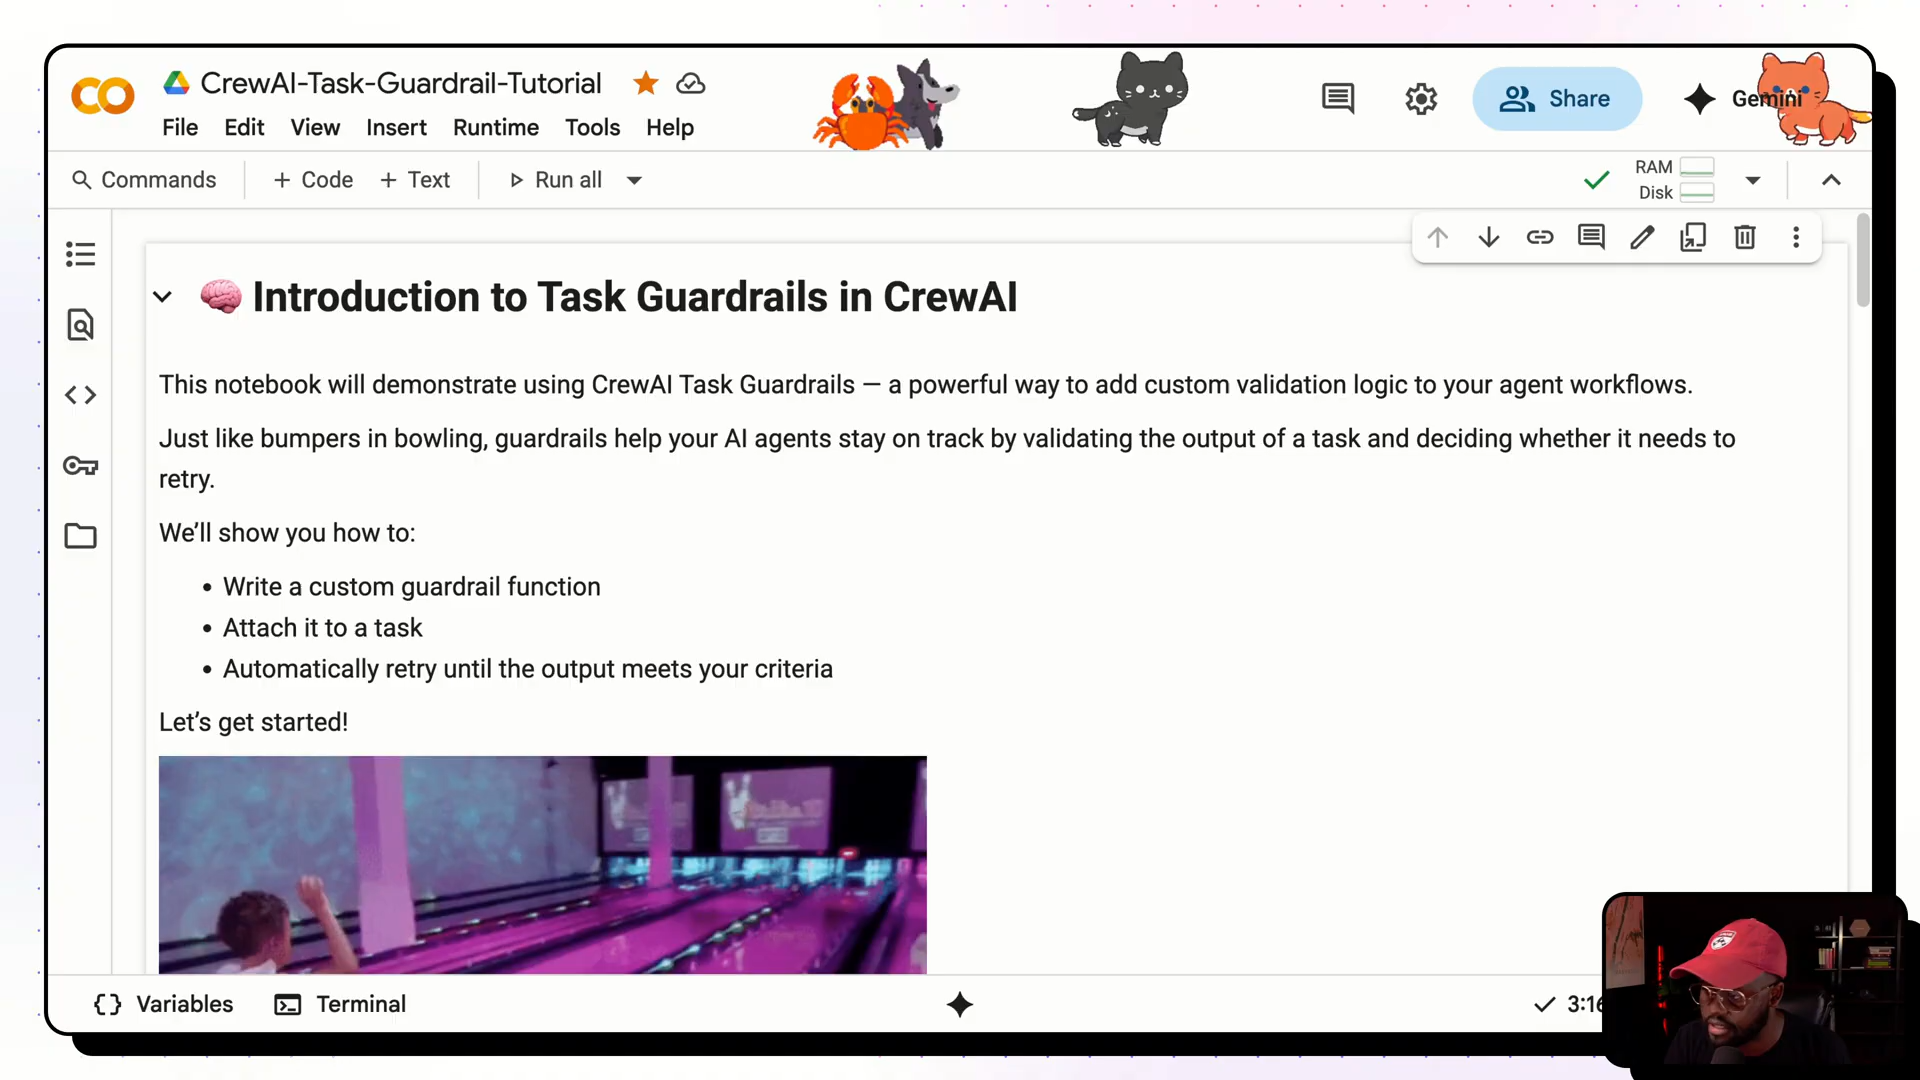 CrewAI-Task-Guardrail-Tutorial
File Edit View Insert Runtime Tools Help
Share
Gemini
Commands + Code + Text Run all
RAM
Disk
Introduction to Task Guardrails in CrewAI
This notebook will demonstrate using CrewAI Task Guardrails — a powerful way to add custom validation logic to your agent workflows.
Just like bumpers in bowling, guardrails help your AI agents stay on track by validating the output of a task and deciding whether it needs to
retry.
We’ll show you how to:
• Write a custom guardrail function
• Attach it to a task
• Automatically retry until the output meets your criteria
Let’s get started!
{} Variables Terminal
3:16